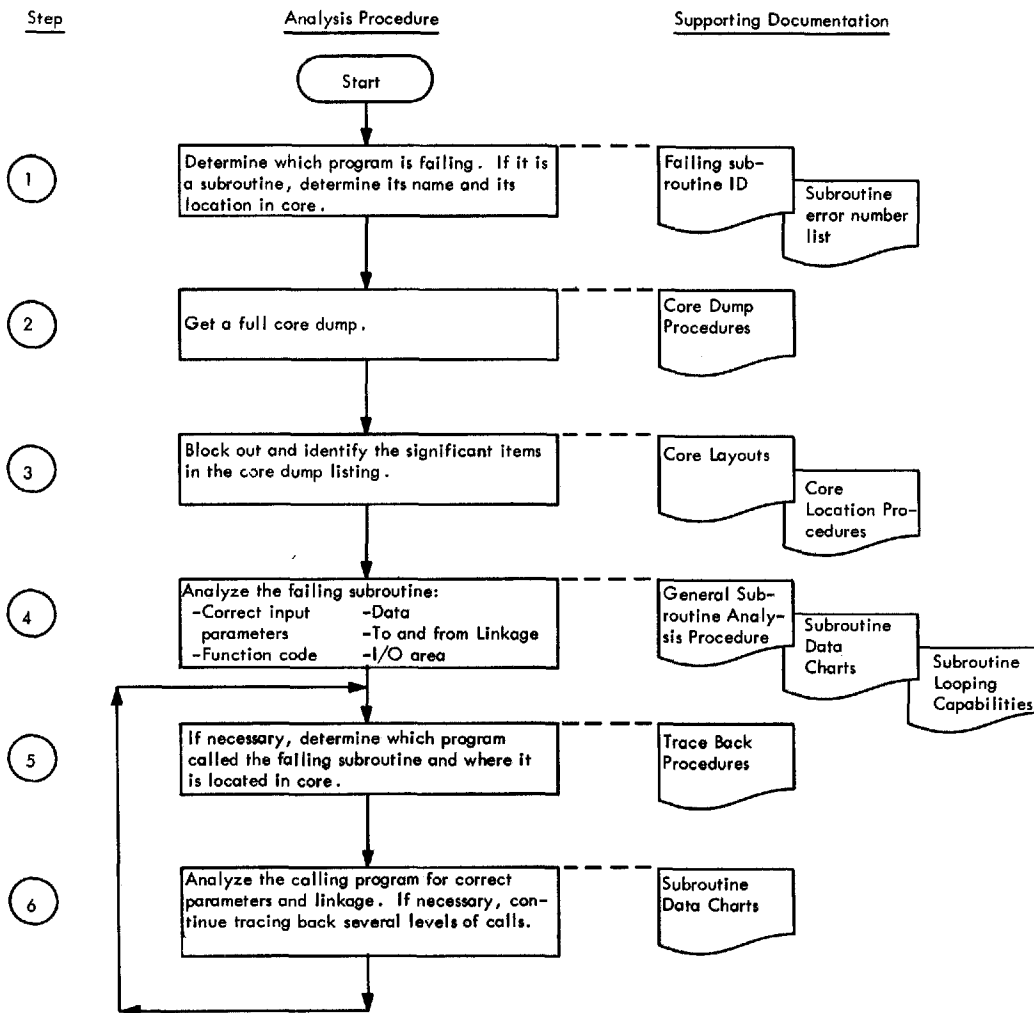 Step
Analysis Procedure
Supporting Documentation
Start
1
Determine which program is failing. If it is
a subroutine, determine its name and its
location in core.
Failing sub-
routine ID
Subroutine
error number
list
2
Get a full core dump.
Core Dump
Procedures
3
Block out and identify the significant items
in the core dump listing.
Core Layouts
Core
Location Pro-
cedures
4
Analyze the failing subroutine:
-Correct input
parameters
-Function code
-Data
-To and from Linkage
-I/O area
General Sub-
routine Analy-
sis Procedure
Subroutine
Data
Charts
Subroutine
Looping
Capabilities
5
If necessary, determine which program
called the failing subroutine and where it
is located in core.
Trace Back
Procedures
6
Analyze the calling program for correct
parameters and linkage. If necessary, con-
tinue tracing back several levels of calls.
Subroutine
Data Charts